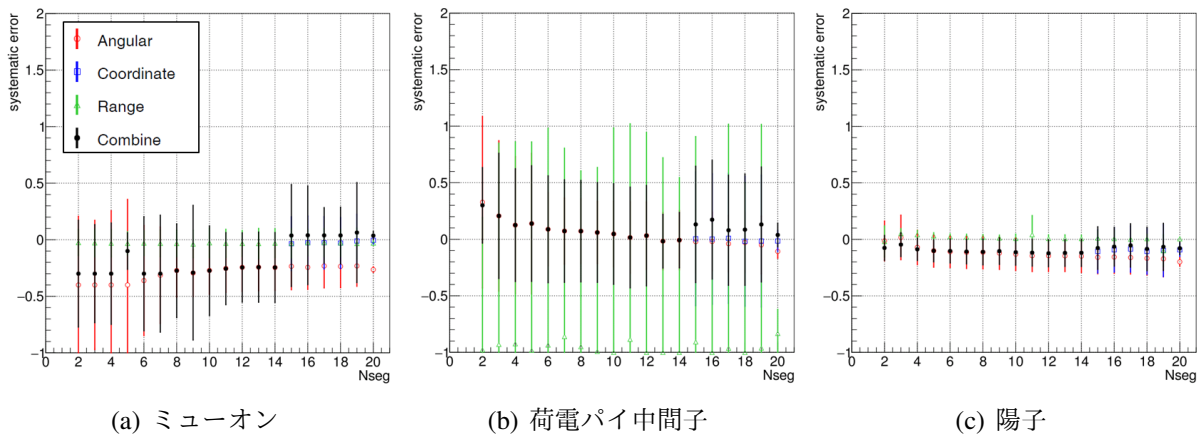 systematic error
2
1.5
1
0.5
0
−0.5
−1
Angular
Coordinate
Range
Combine
0 2 4 6 8 10 12 14 16 18 20
Nseg
(a) ミューオン
systematic error
2
1.5
1
0.5
0
−0.5
−1
0 2 4 6 8 10 12 14 16 18 20
Nseg
(b) 荷電パイ中間子
systematic error
2
1.5
1
0.5
0
−0.5
−1
0 2 4 6 8 10 12 14 16 18 20
Nseg
(c) 陽子